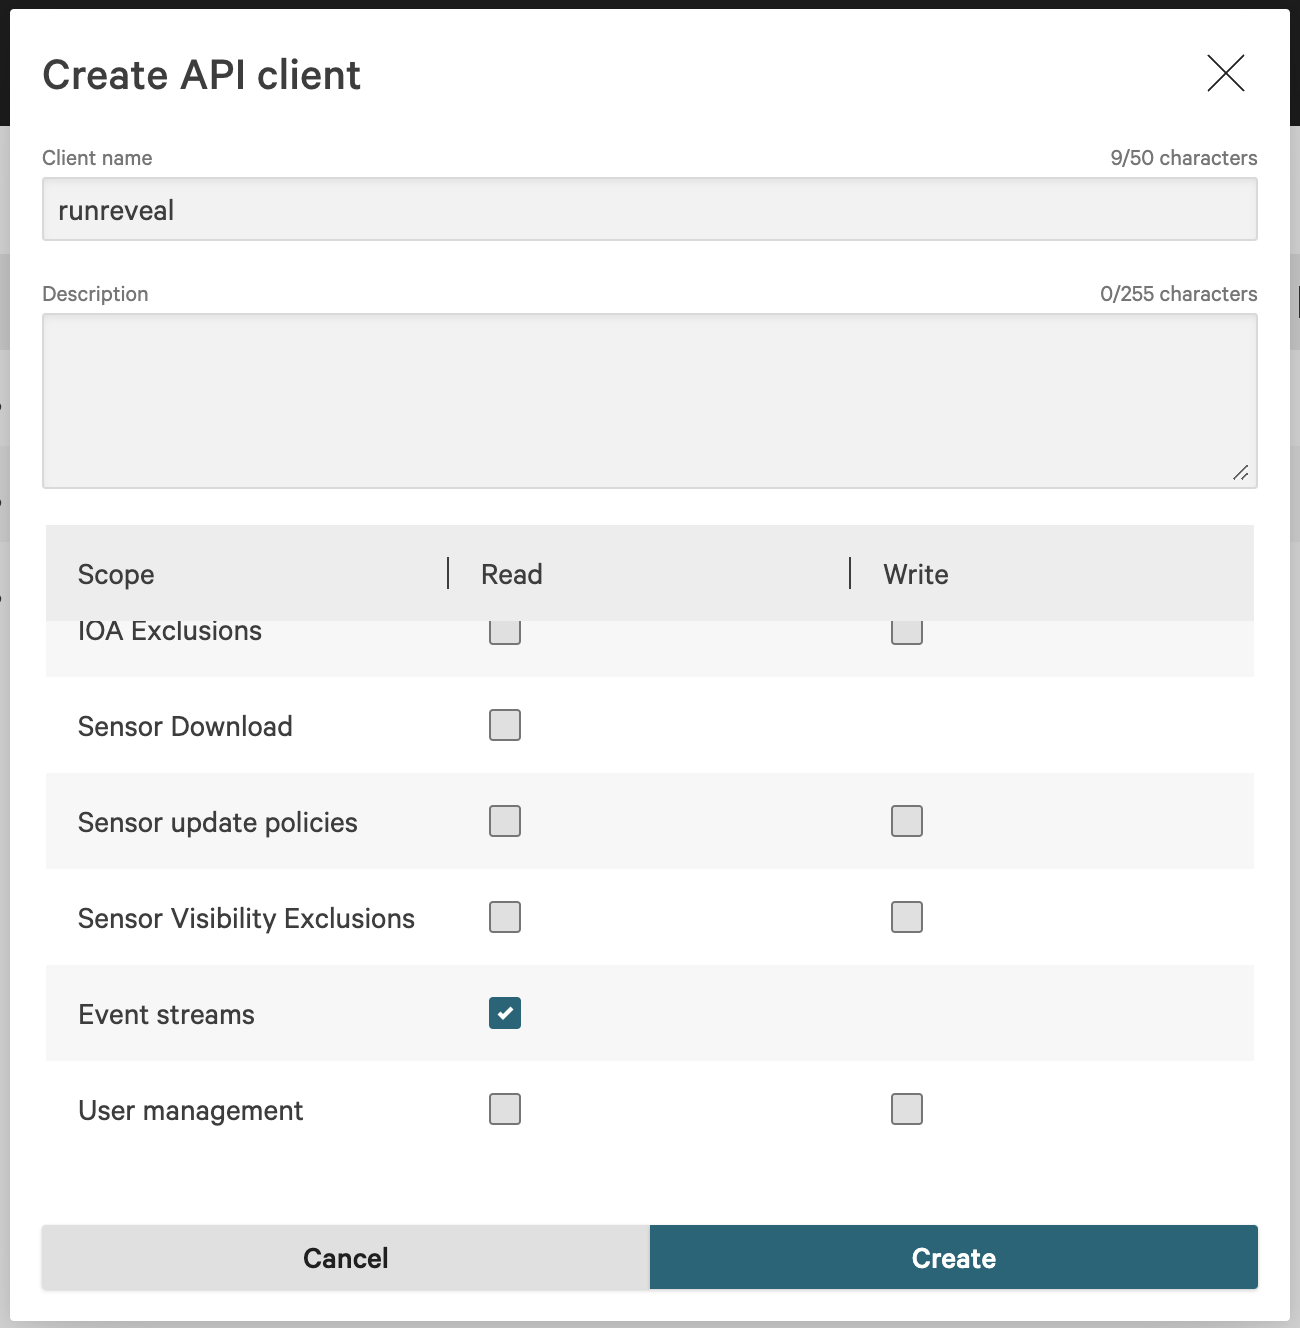 Create API client
Client name 9/50 characters
runreveal
Description 0/255 characters
Scope Read Write
IOA Exclusions
Sensor Download
Sensor update policies
Sensor Visibility Exclusions
Event streams
User management
Cancel Create